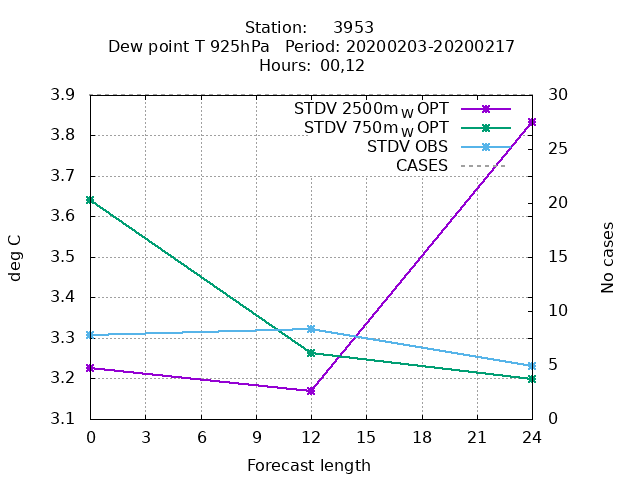 Station: 3953
Dew point T 925hPa Period: 20200203-20200217
Hours: 00,12
3.9
3.8
3.7
3.6
3.5
3.4
3.3
3.2
3.1
deg C
STDV 2500m W OPT
STDV 750m W OPT
STDV OBS
CASES
30
25
20
15
10
5
0
No cases
0 3 6 9 12 15 18 21 24
Forecast length